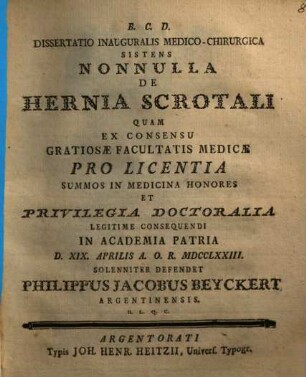 B. C. D.
DISSERTATIO INAUGURALIS MEDICO-CHIRURGICA
SISTENS
NONNULLA
DE
HERNIA SCROTALI
QUAM
EX CONSENSU
GRATIOSÆ FACULTATIS MEDICÆ
PRO LICENTIA
SUMMOS IN MEDICINA HONORES
ET
PRIVILEGIA DOCTORALIA
LEGITIME CONSEQUENDI
IN ACADEMIA PATRIA
D. XIX. APRILIS A. O. R. MDCCLXXIII.
SOLENNITER DEFENDET
PHILIPPUS JACOBUS BEYCKERT
ARGENTINENSIS.
H. L. Q. C.
ARGENTORATI
Typis JOH. HENR. HEITZII, Univers. Typogr.